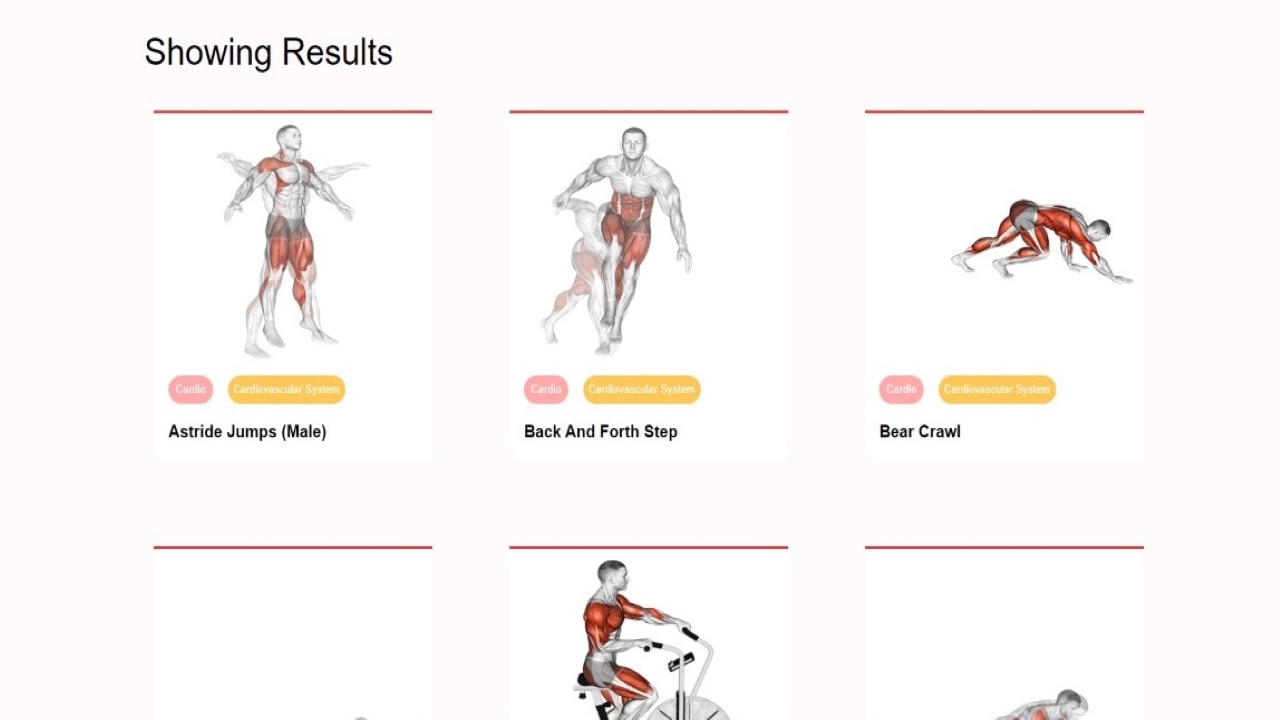 Showing Results
Cardio Cardiovascular System
Astride Jumps (Male)
Cardio Cardiovascular System
Back And Forth Step
Cardio Cardiovascular System
Bear Crawl